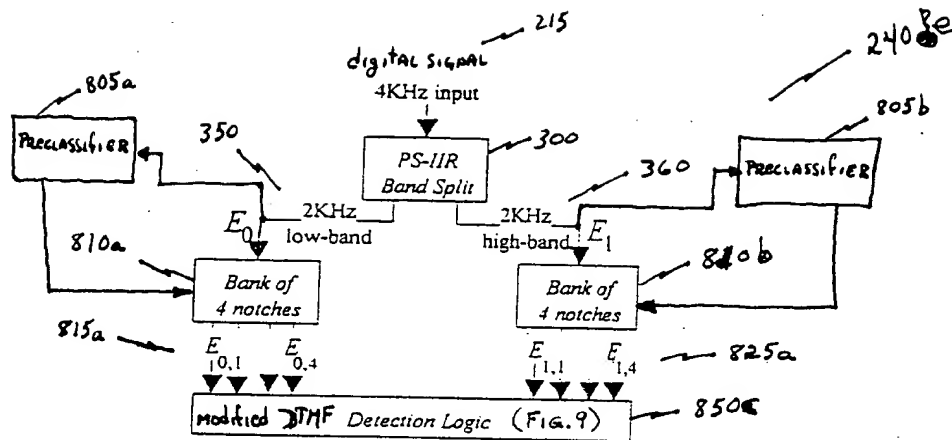 215
digital signal
4KHz input
240
805a
PRECLASSIFIER
350
PS-IIR
Band Split
300
360
805b
PRECLASSIFIER
2KHz
low-band
2KHz
high-band
E0
E1
810a
Bank of
4 notches
Bank of
4 notches
815a
E0,1
E0,4
E1,1
E1,4
825a
modified DTMF Detection Logic (FIG. 9)
850